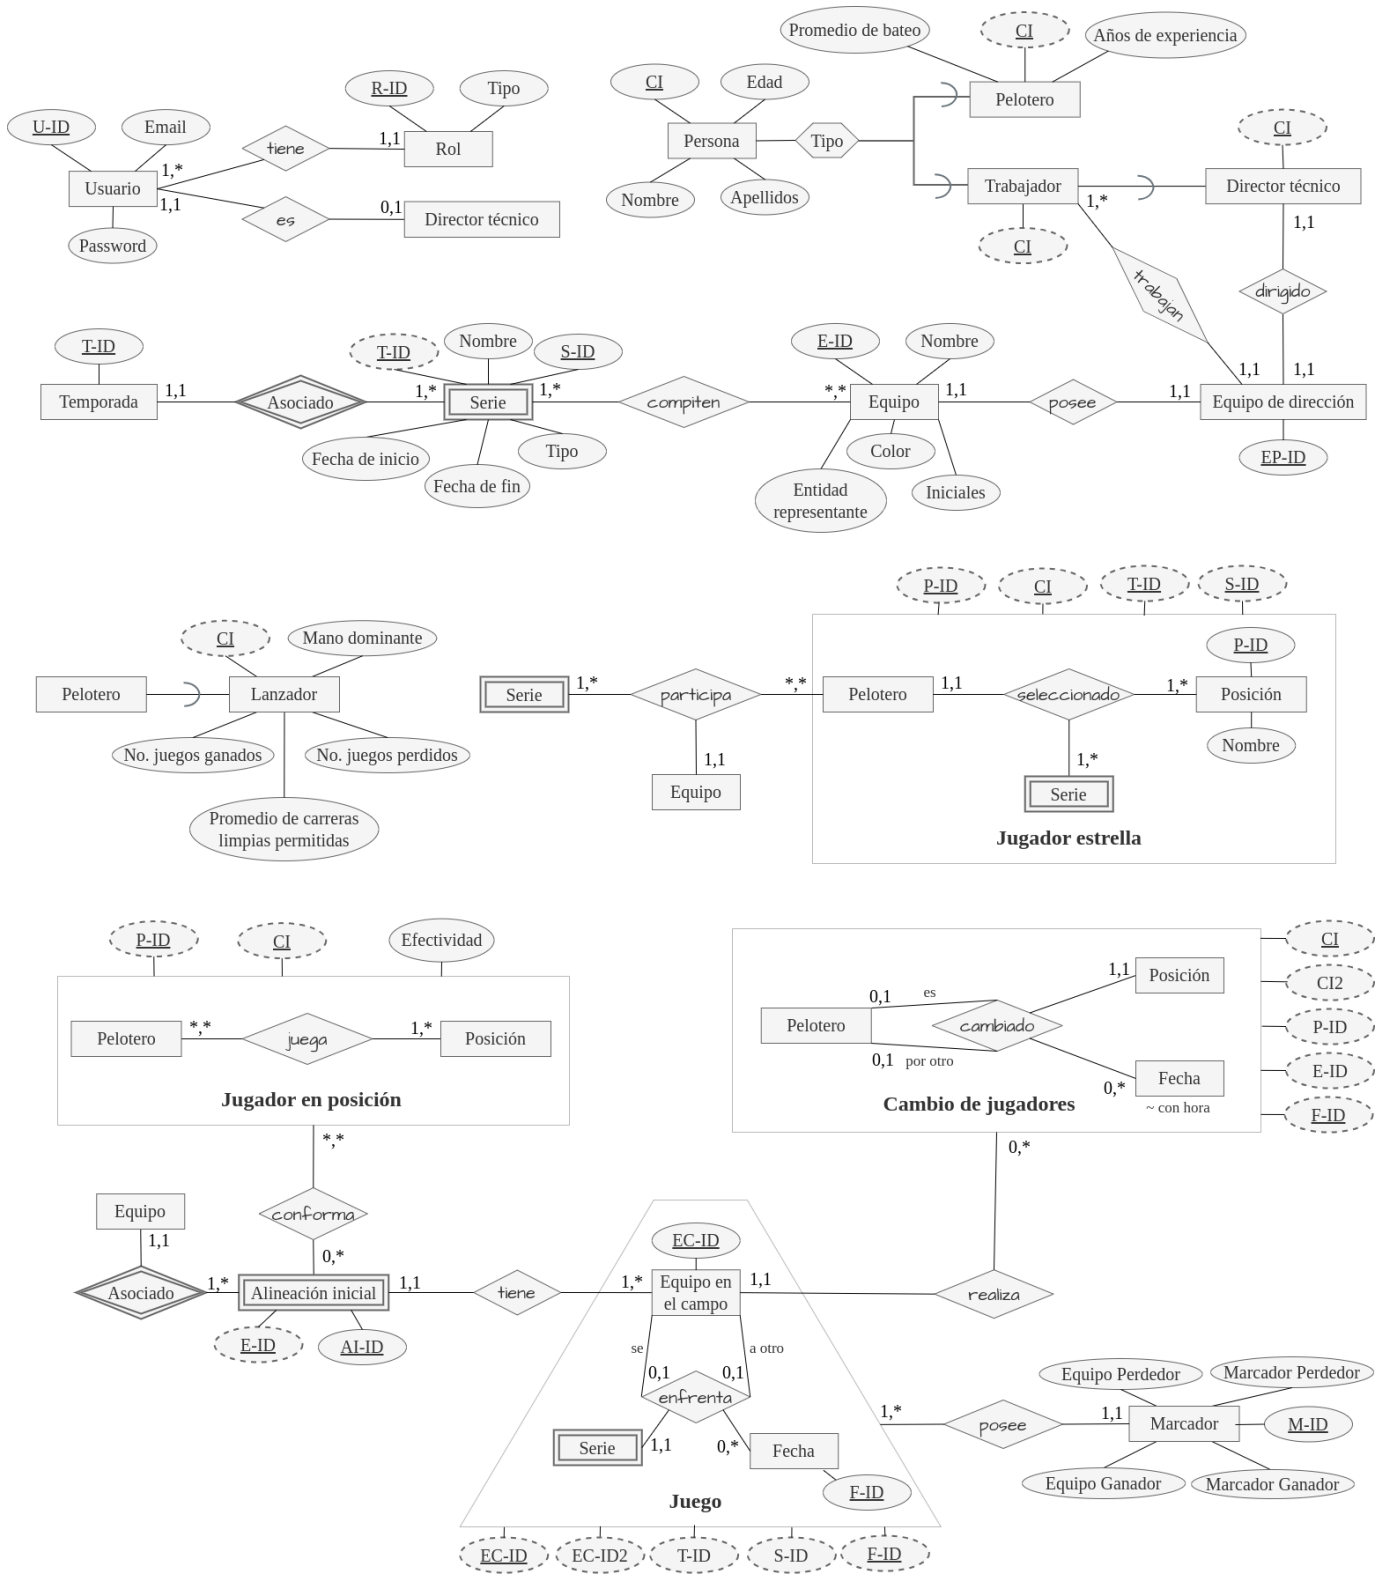 U-ID
Email
Usuario
Password
tiene
es
1,*
1,1
1,1
0,1
R-ID
Tipo
Rol
Director técnico
CI
Edad
Persona
Nombre
Apellidos
Tipo
Promedio de bateo
CI
Años de experiencia
Pelotero
Trabajador
CI
CI
Director técnico
1,*
1,1
trabajan
dirigido
1,1
1,1
T-ID
Temporada
1,1
Asociado
1,*
T-ID
Nombre
S-ID
Serie
Fecha de inicio
Fecha de fin
Tipo
1,*
compiten
*,*
E-ID
Nombre
Equipo
Entidad
representante
Color
Iniciales
1,1
posee
1,1
Equipo de dirección
EP-ID
Pelotero
CI
Mano dominante
Lanzador
No. juegos ganados
No. juegos perdidos
Promedio de carreras
limpias permitidas
Serie
1,*
participa
*,*
1,1
Equipo
P-ID
CI
T-ID
S-ID
Pelotero
1,1
seleccionado
1,*
P-ID
Posición
Nombre
1,*
Serie
Jugador estrella
P-ID
CI
Efectividad
Pelotero
*,*
juega
1,*
Posición
Jugador en posición
*,*
conforma
0,*
Equipo
1,1
Asociado
1,*
Alineación inicial
E-ID
AI-ID
1,1
tiene
1,*
Pelotero
0,1
es
cambiado
0,1
por otro
1,1
Posición
0,*
Fecha
~ con hora
Cambio de jugadores
CI
CI2
P-ID
E-ID
F-ID
0,*
realiza
EC-ID
Equipo en
el campo
1,1
se
a otro
0,1
0,1
enfrenta
Serie
1,1
0,*
Fecha
F-ID
Juego
EC-ID
EC-ID2
T-ID
S-ID
F-ID
1,*
posee
1,1
Equipo Perdedor
Marcador Perdedor
Marcador
M-ID
Equipo Ganador
Marcador Ganador